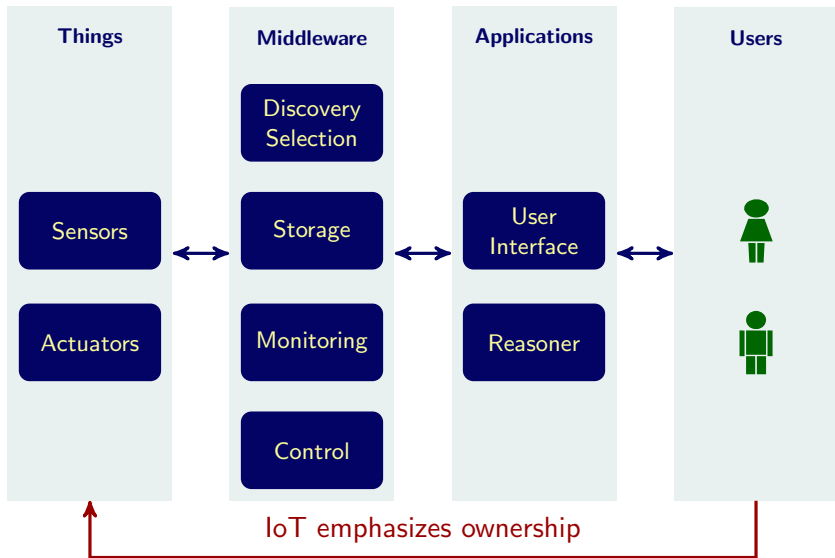 Things
Middleware
Applications
Users
Discovery
Selection
Sensors
Storage
User
Interface
Actuators
Monitoring
Reasoner
Control
IoT emphasizes ownership